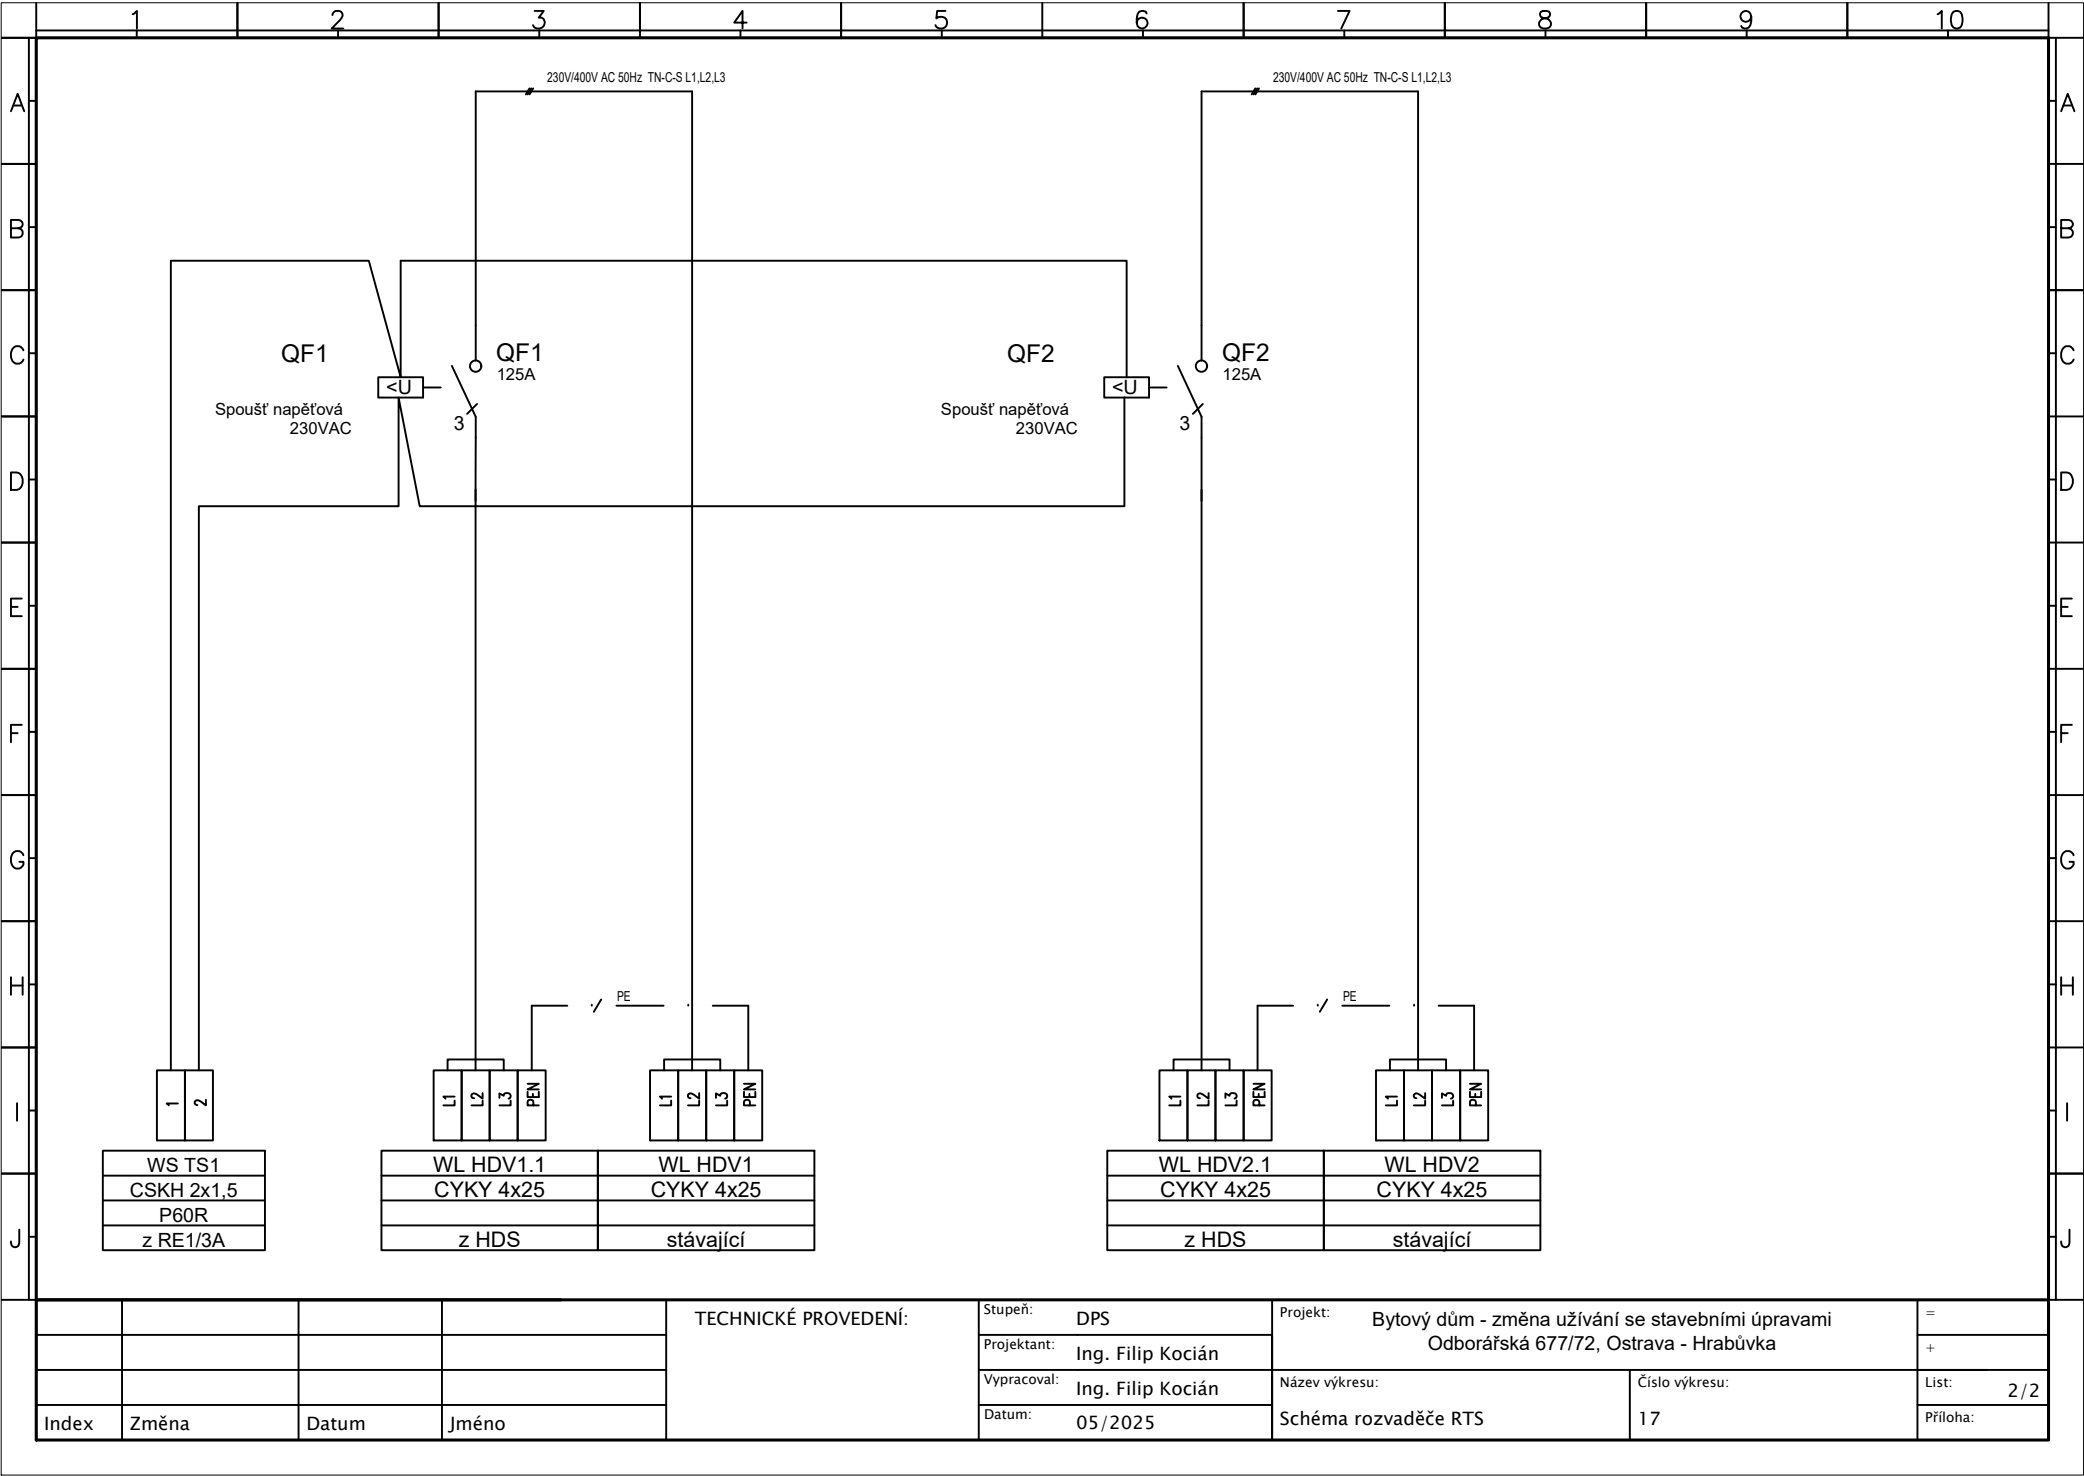 1 2 3 4 5 6 7 8 9 10
230V/400V AC 50Hz TN-C-S L1,L2,L3
230V/400V AC 50Hz TN-C-S L1,L2,L3
A A
B B
C C
QF1
QF1
125A
<U
Spoušť napěťová
230VAC
3
QF2
QF2
125A
<U
Spoušť napěťová
230VAC
3
D D
E E
F F
G G
H H
PE
PE
I I
1 2
L1 L2 L3 PEN
L1 L2 L3 PEN
L1 L2 L3 PEN
L1 L2 L3 PEN
J J
WS TS1
CSKH 2x1,5
P60R
z RE1/3A
WL HDV1.1
CYKY 4x25
z HDS
WL HDV1
CYKY 4x25
stávající
WL HDV2.1
CYKY 4x25
z HDS
WL HDV2
CYKY 4x25
stávající
Index Změna Datum Jméno
TECHNICKÉ PROVEDENÍ:
Stupeň: DPS
Projektant: Ing. Filip Kocián
Vypracoval: Ing. Filip Kocián
Datum: 05/2025
Projekt: Bytový dům - změna užívání se stavebními úpravami
Odborářská 677/72, Ostrava - Hrabůvka
Název výkresu:
Schéma rozvaděče RTS
Číslo výkresu:
17
=
+
List: 2/2
Příloha: